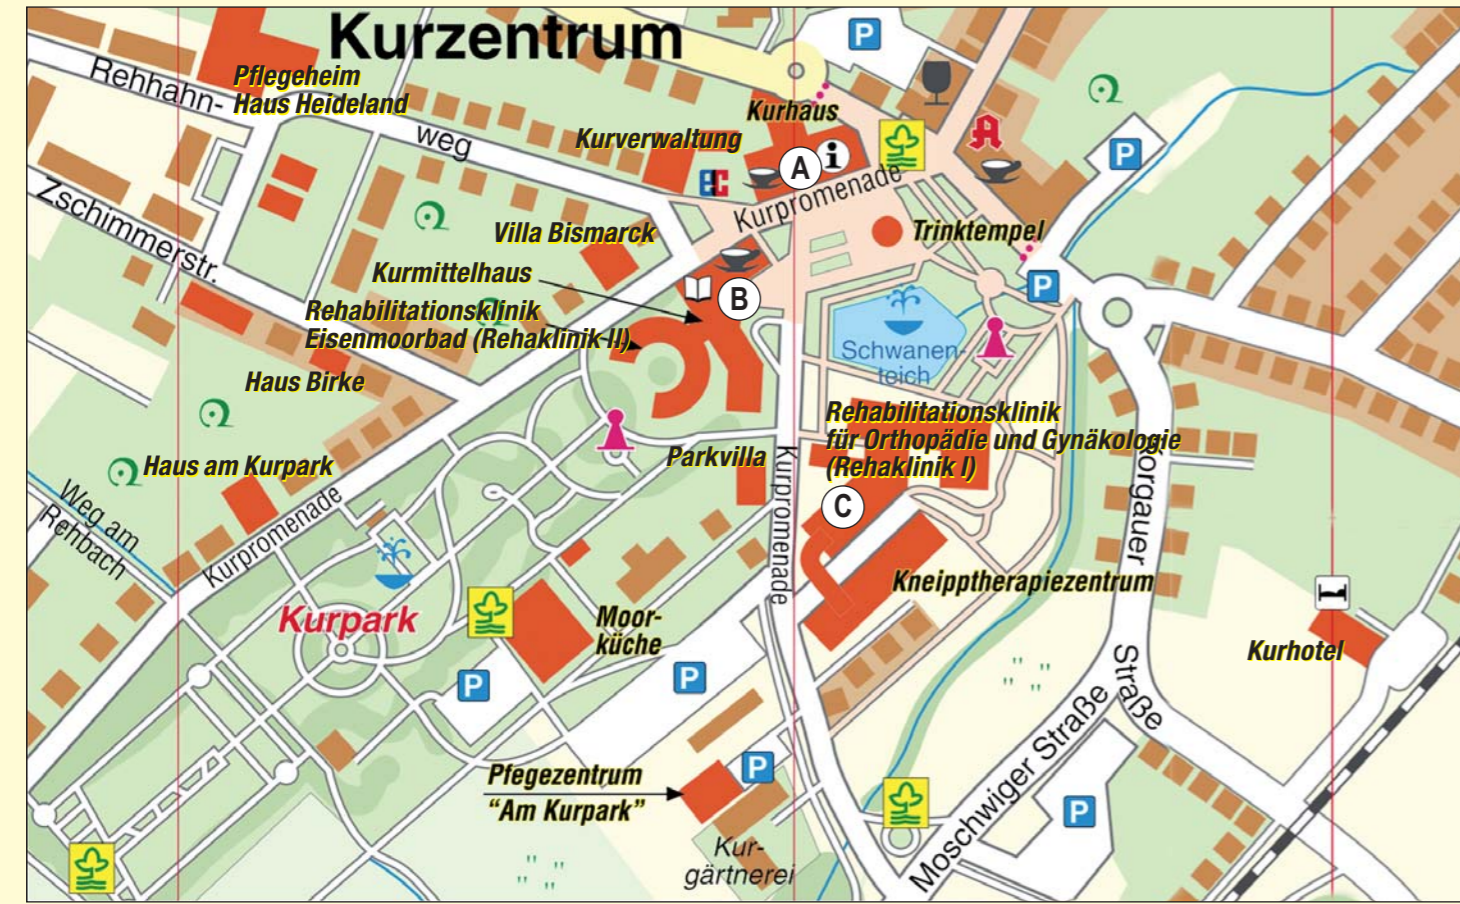 Kurzentrum
Pflegeheim
Haus Heideland
Rehhahn-
weg
Kurhaus
Kurverwaltung
EC
A
i
A
P
P
Kurpromenade
Zschimmerstr.
Villa Bismarck
Trinktempel
Kurmittelhaus
B
P
Rehabilitationsklinik
Eisenmoorbad (Rehaklinik II)
Schwanen-
teich
Haus Birke
Rehabilitationsklinik
für Orthopädie und Gynäkologie
(Rehaklinik I)
Haus am Kurpark
Parkvilla
C
Kurpromenade
Torgauer
Straße
Weg am
Rehbach
Kurpromenade
Kneipptherapiezentrum
Kurpark
Moor-
küche
Kurhotel
P
P
Pfegezentrum
“Am Kurpark”
P
Moschwiger Straße
P
Kur-
gärtnerei